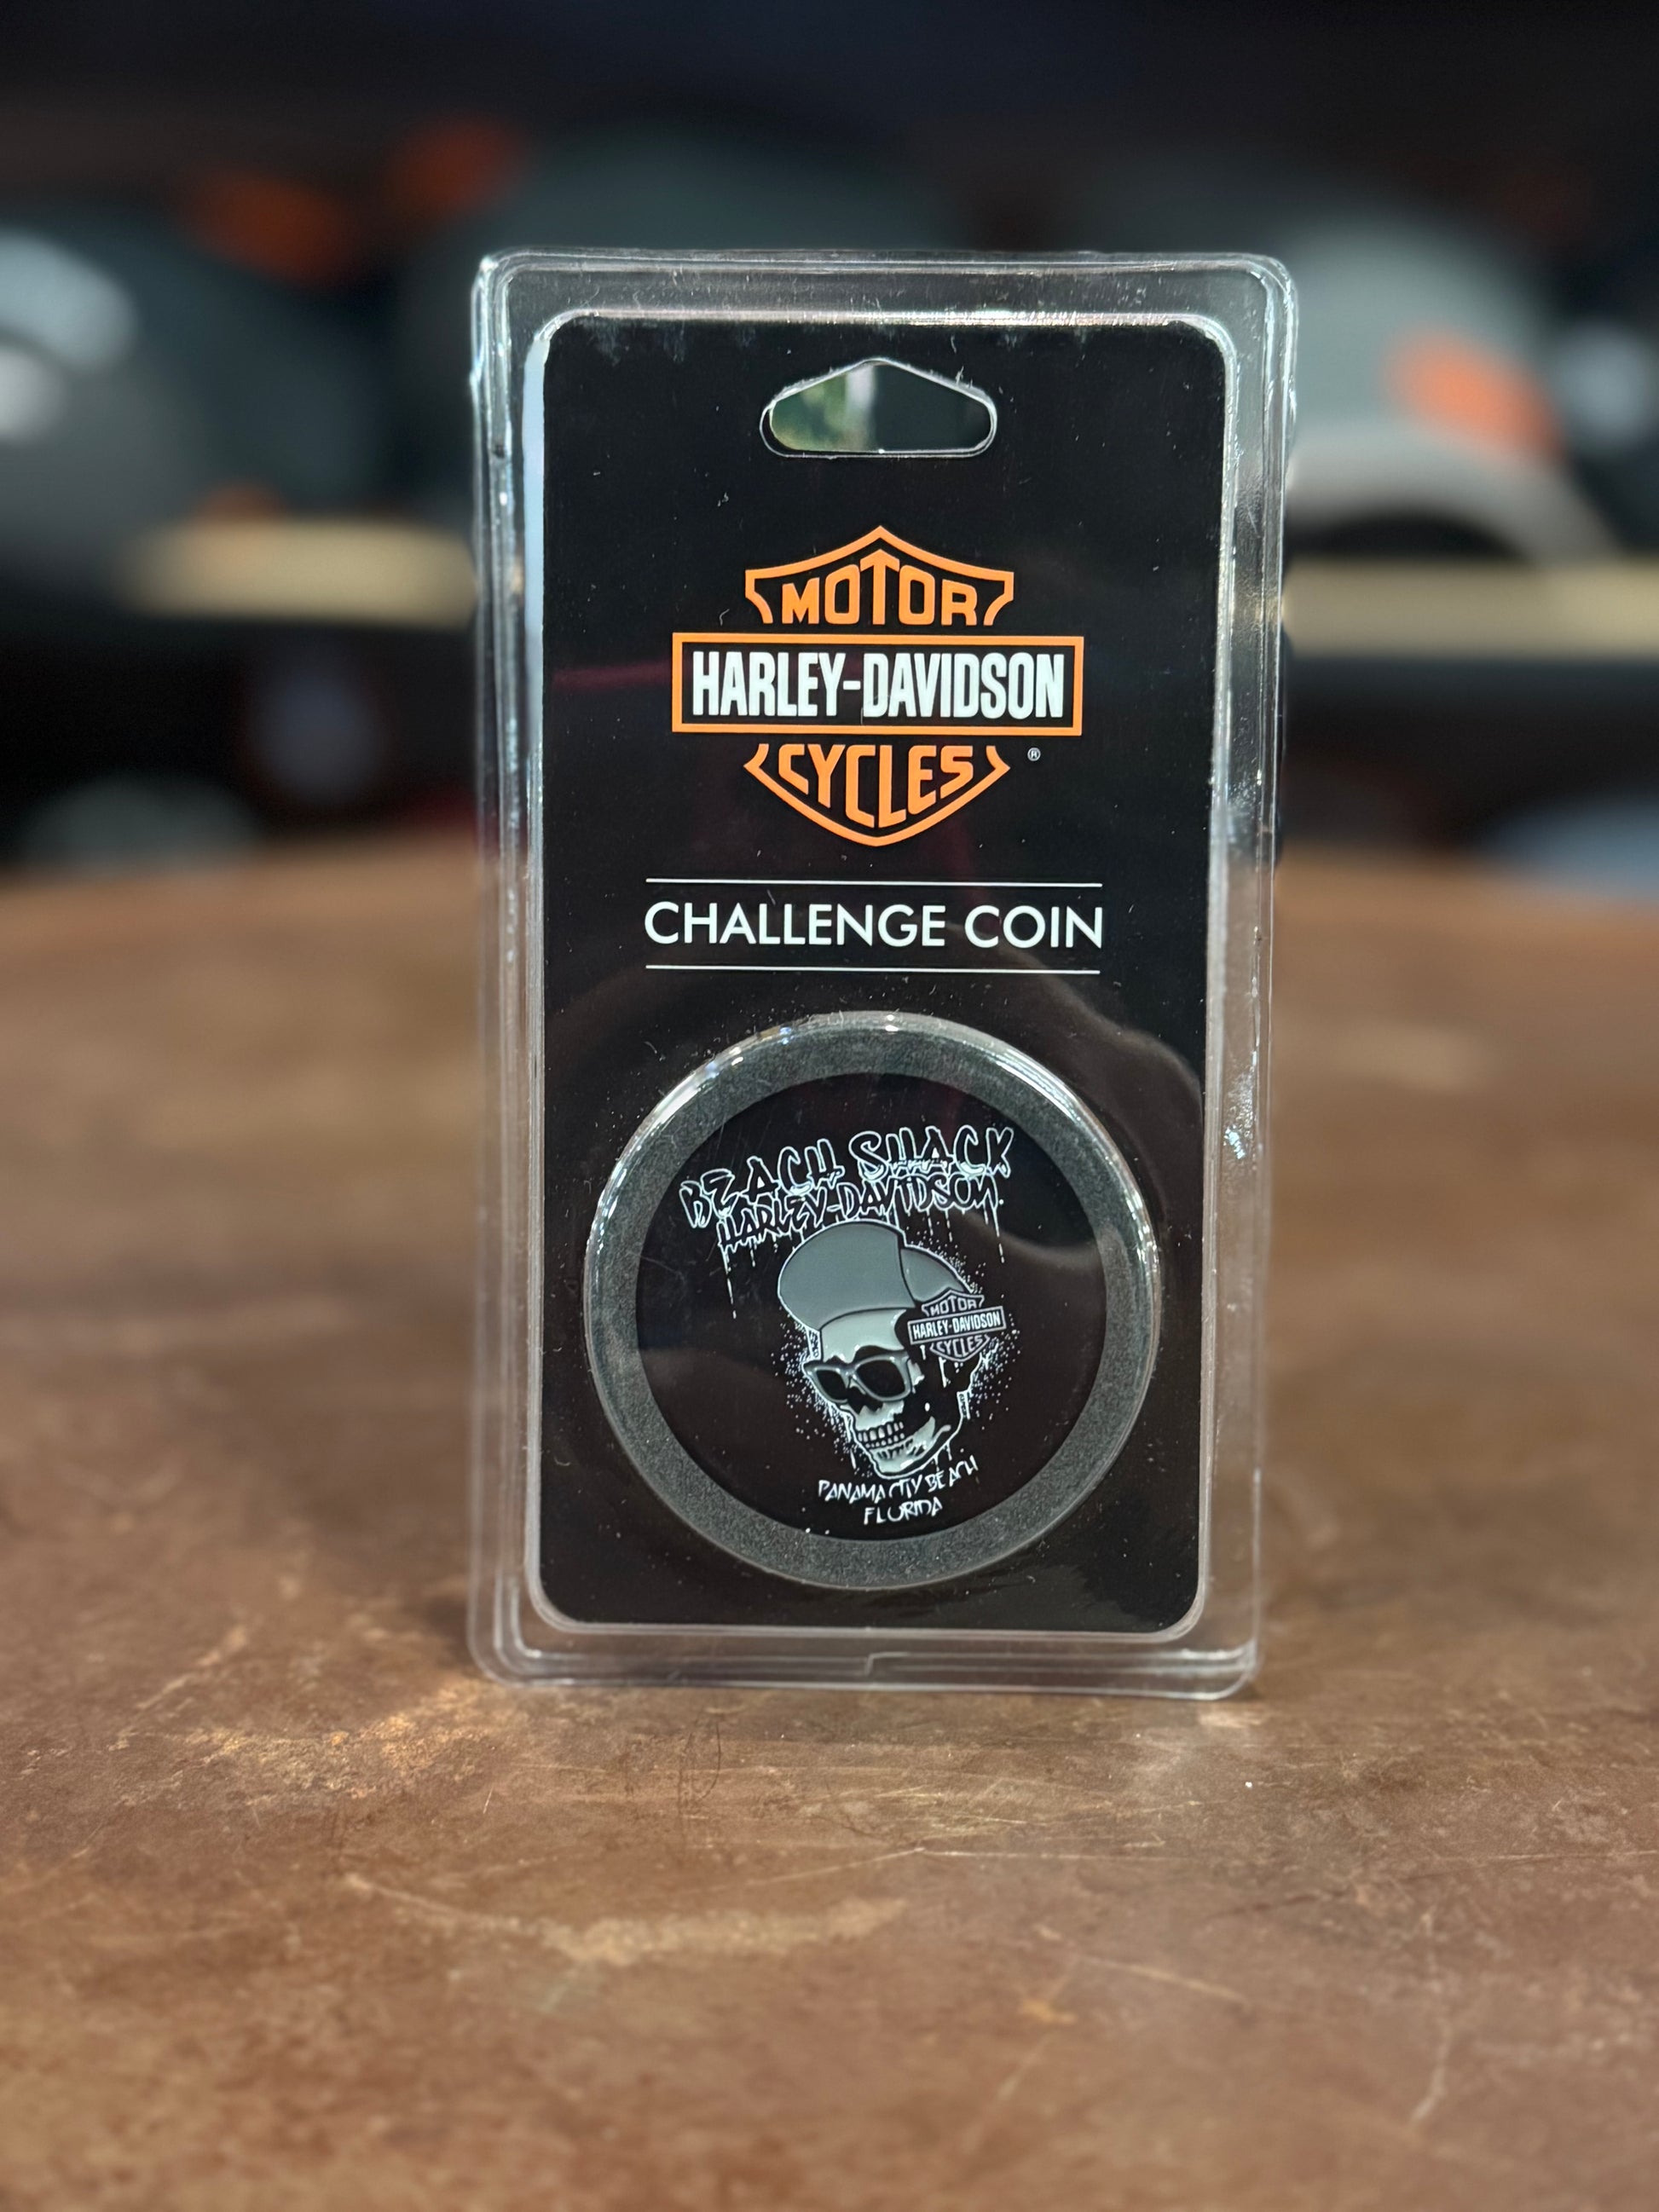 MOTOR
HARLEY-DAVIDSON
CYCLES ®
CHALLENGE COIN
BEACH SHACK
HARLEY-DAVIDSON
MOTOR
HARLEY-DAVIDSON
CYCLES
PANAMA CITY BEACH
FLORIDA